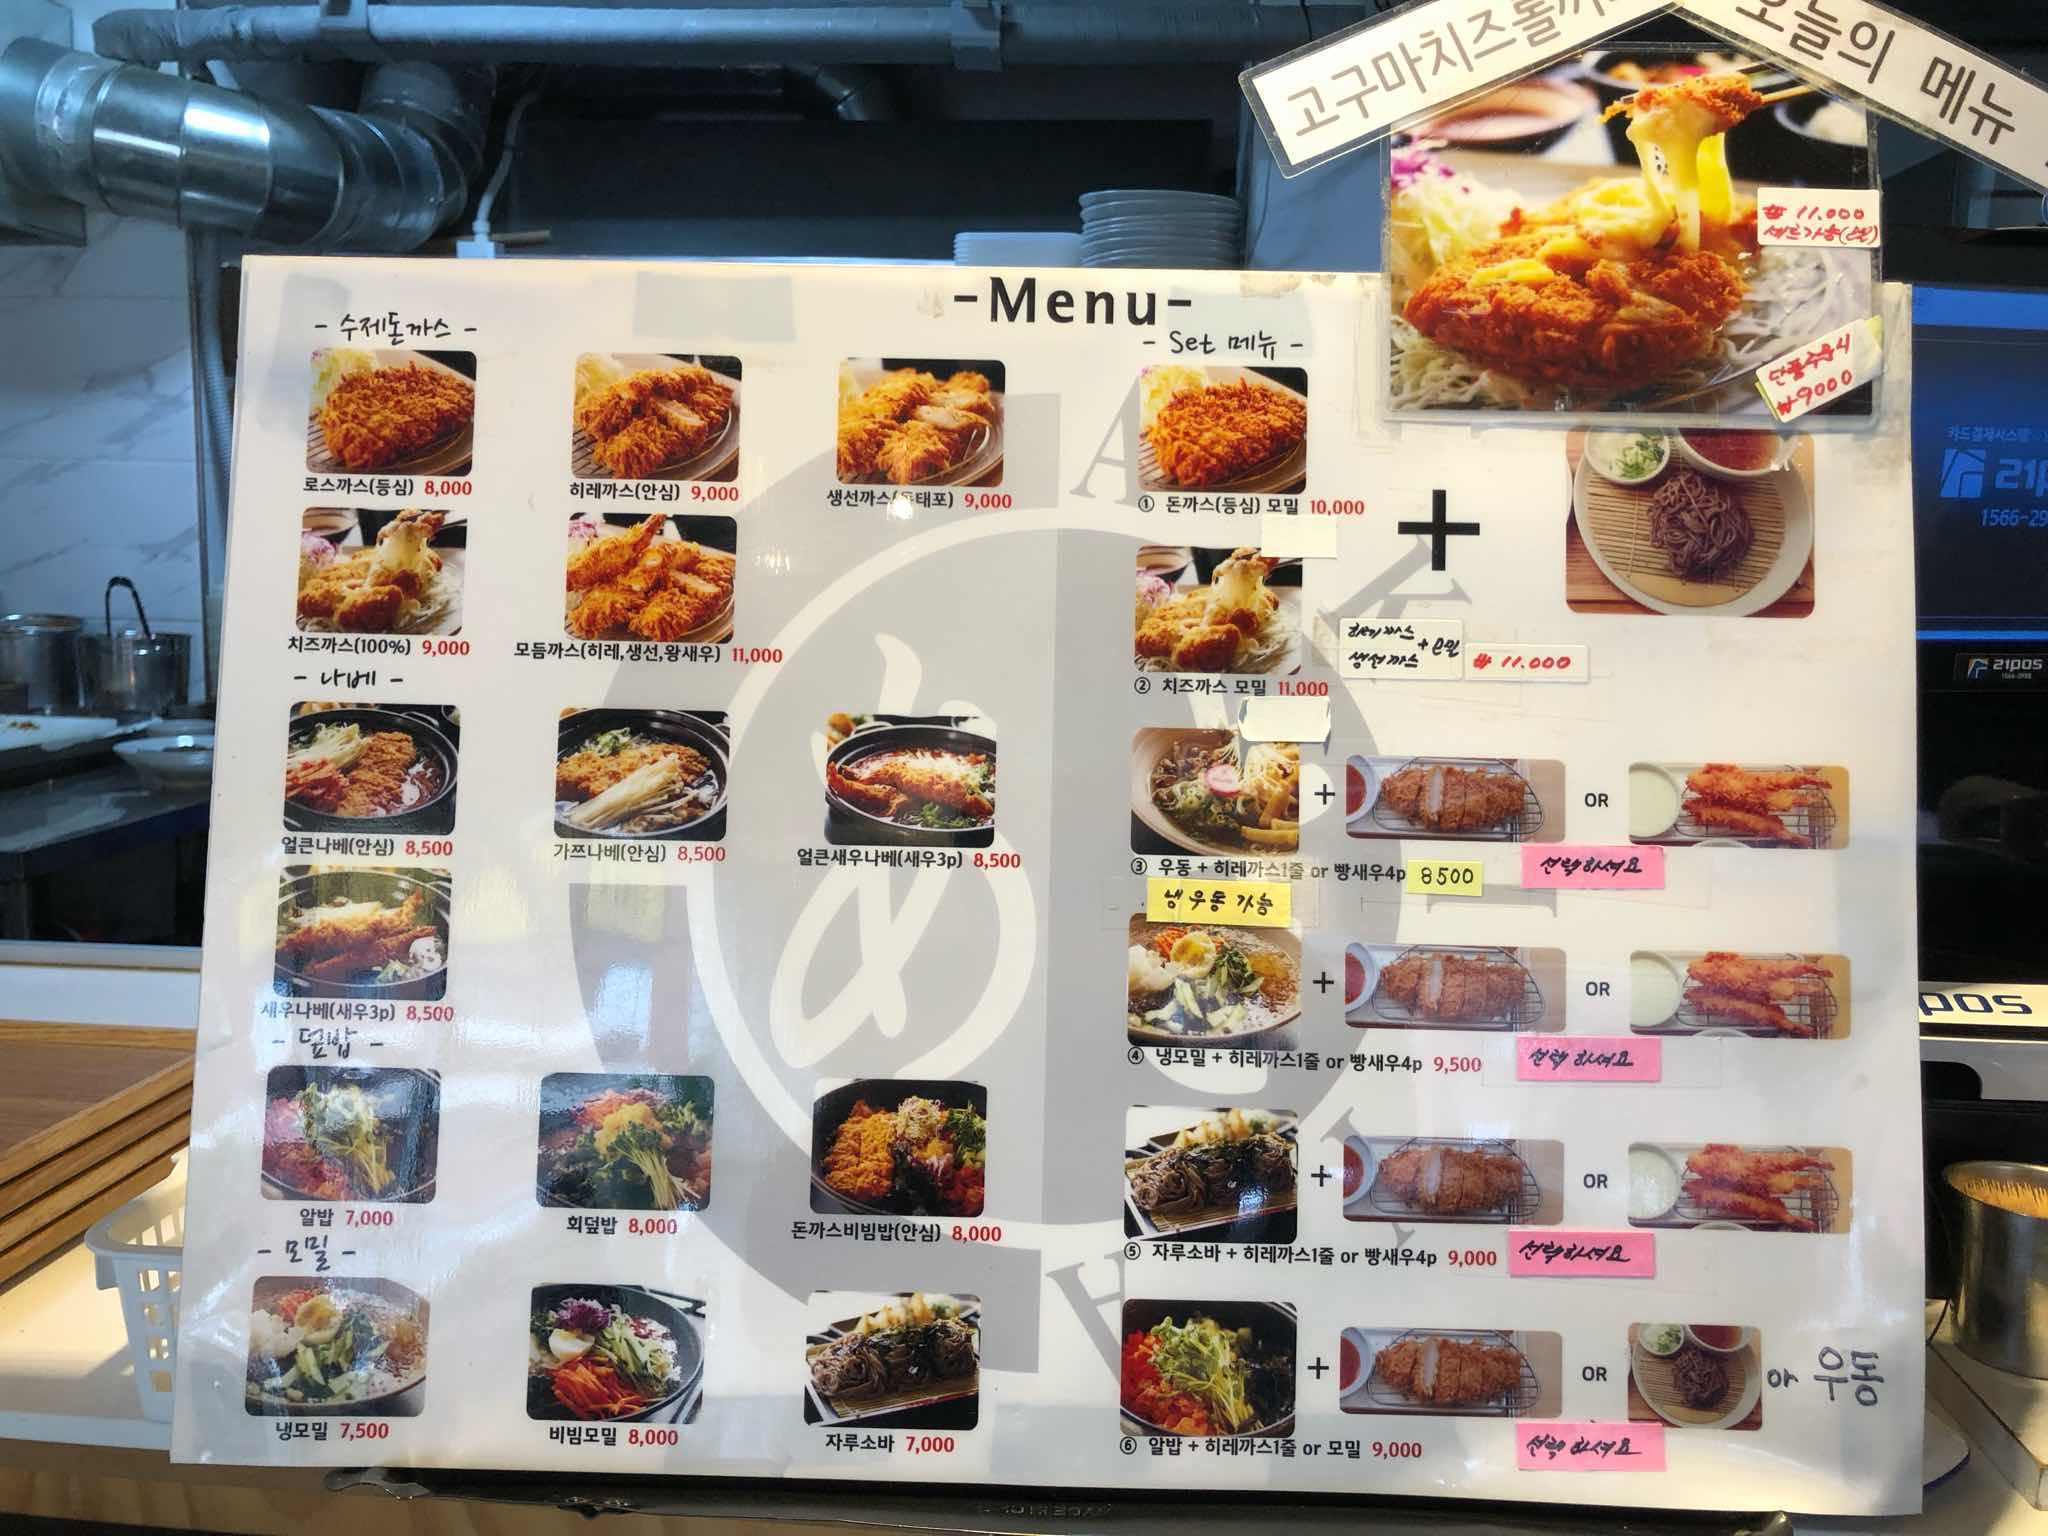 고구마치즈돌까
오늘의 메뉴
₩ 11.000
세트가능
단품주문시
₩9000
-Menu-
- 수제돈까스 -
로스까스(등심) 8,000
히레까스(안심) 9,000
생선까스(동태포) 9,000
치즈까스(100%) 9,000
모듬까스(히레,생선,왕새우) 11,000
- 나베 -
얼큰나베(안심) 8,500
가쯔나베(안심) 8,500
얼큰새우나베(새우3p) 8,500
새우나베(새우3p) 8,500
- 덮밥 -
알밥 7,000
회덮밥 8,000
돈까스비빔밥(안심) 8,000
- 모밀 -
냉모밀 7,500
비빔모밀 8,000
자루소바 7,000
- Set 메뉴 -
① 돈까스(등심) 모밀 10,000
+
② 치즈까스 모밀 11,000
히레까스
생선까스 + 모밀
₩ 11.000
+ OR
③ 우동 + 히레까스1줄 or 빵새우4p 8500
선택하셔요
냉우동가능
+ OR
④ 냉모밀 + 히레까스1줄 or 빵새우4p 9,500
선택하셔요
+ OR
⑤ 자루소바 + 히레까스1줄 or 빵새우4p 9,000
선택하셔요
+ OR
우동
⑥ 알밥 + 히레까스1줄 or 모밀 9,000
선택하셔요
카드결제시스템
21p
1566-29
21pos
pos